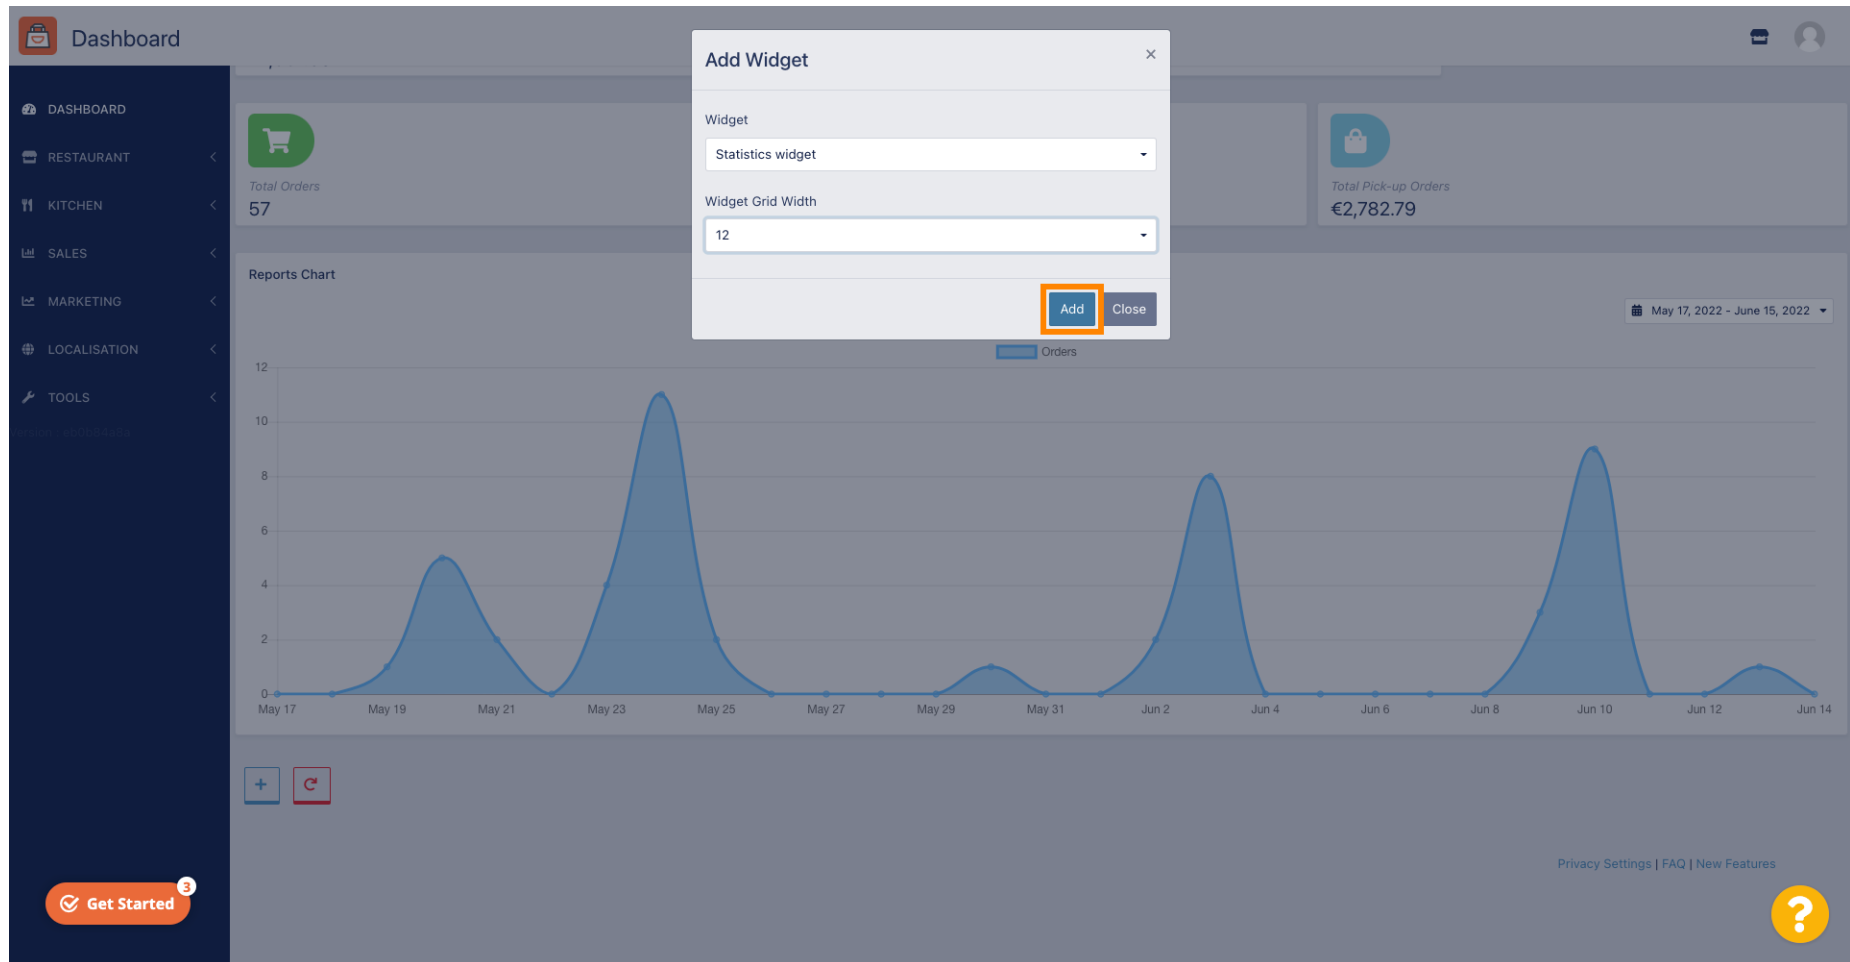 Dashboard
Add Widget
×
DASHBOARD
RESTAURANT
KITCHEN
SALES
MARKETING
LOCALISATION
TOOLS
Total Orders
57
Widget
Statistics widget
Widget Grid Width
12
Add
Close
Total Pick-up Orders
€2,782.79
Reports Chart
May 17, 2022 - June 15, 2022
Orders
12
10
8
6
4
2
0
May 17 May 19 May 21 May 23 May 25 May 27 May 29 May 31 Jun 2 Jun 4 Jun 6 Jun 8 Jun 10 Jun 12 Jun 14
+
Privacy Settings | FAQ | New Features
3
Get Started
?